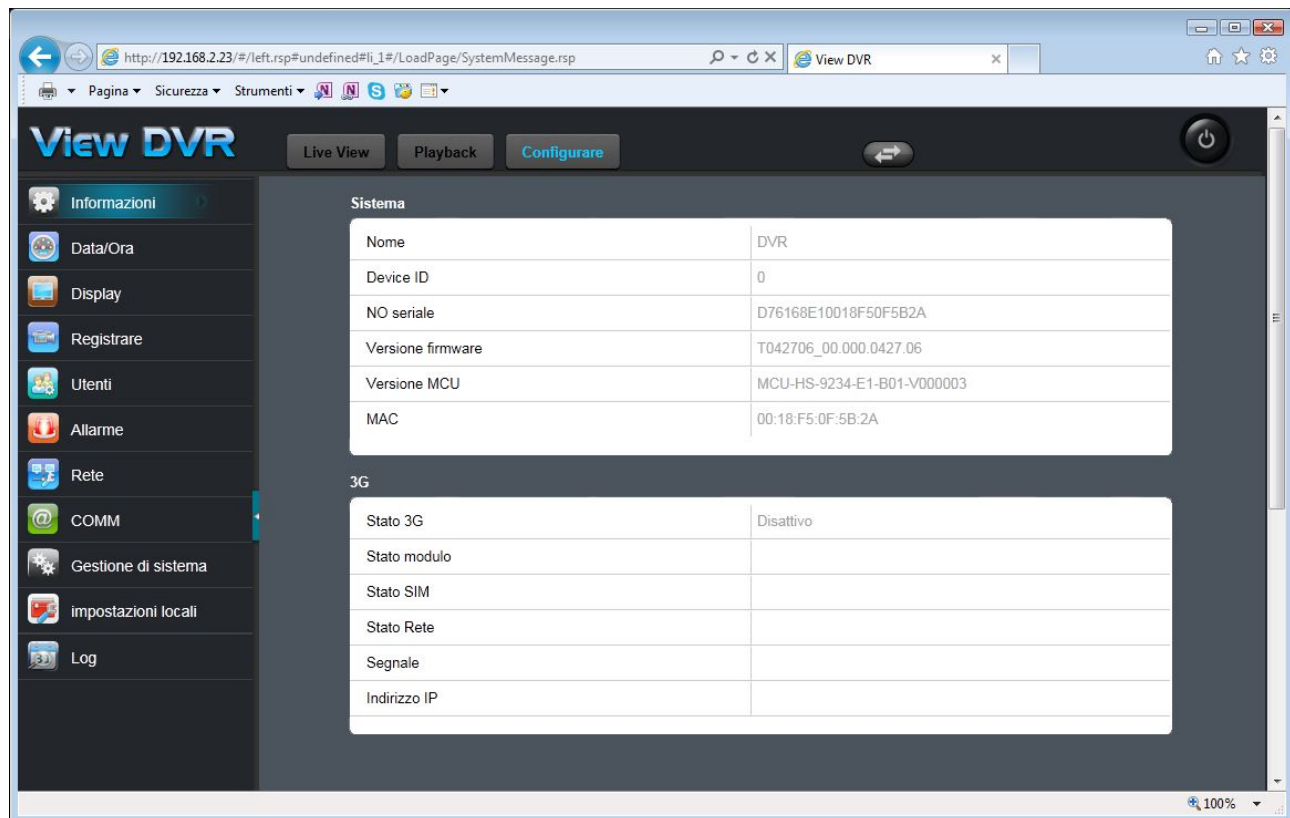 http://192.168.2.23/#/left.rsp#undefined#li_1#/LoadPage/SystemMessage.rsp
View DVR
Pagina Sicurezza Strumenti
View DVR
Live View Playback Configurare
Informazioni
Data/Ora
Display
Registrare
Utenti
Allarme
Rete
COMM
Gestione di sistema
impostazioni locali
Log
Sistema
Nome DVR
Device ID 0
NO seriale D76168E10018F50F5B2A
Versione firmware T042706_00.000.0427.06
Versione MCU MCU-HS-9234-E1-B01-V000003
MAC 00:18:F5:0F:5B:2A
3G
Stato 3G Disattivo
Stato modulo
Stato SIM
Stato Rete
Segnale
Indirizzo IP
100%